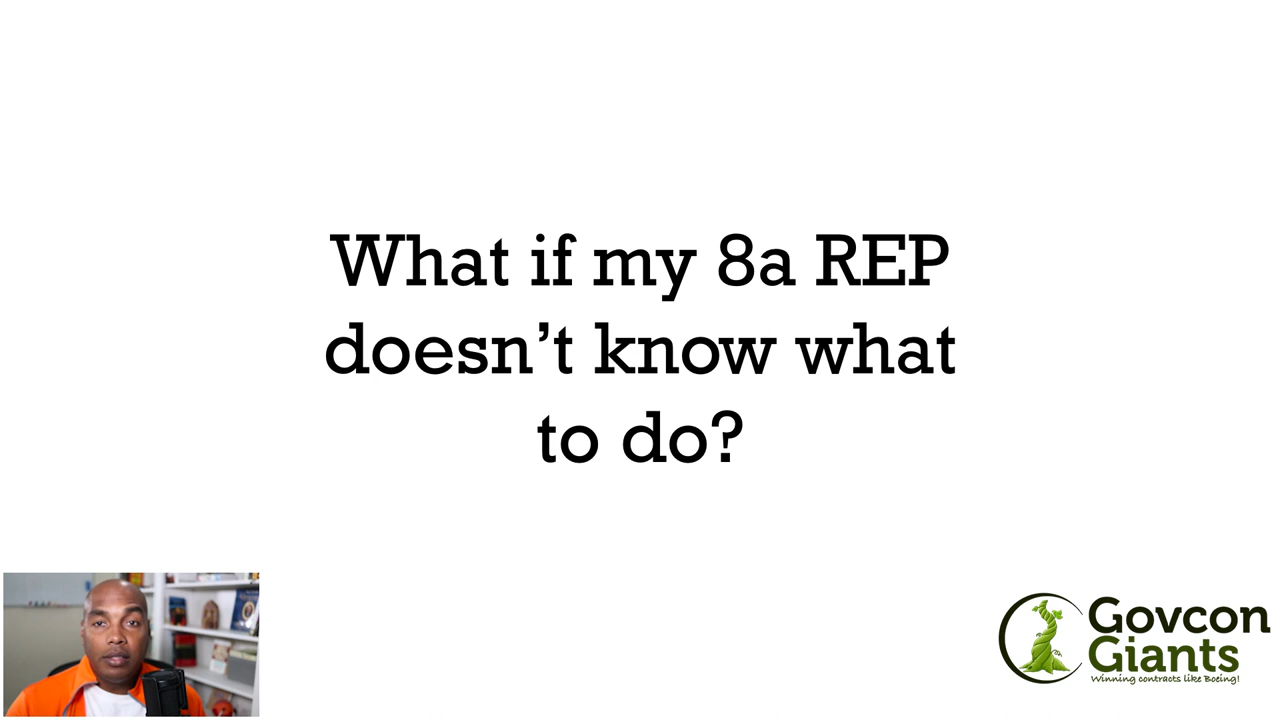 What if my 8a REP
doesn't know what
to do?
Govcon
Giants
Winning contracts like Boeing!